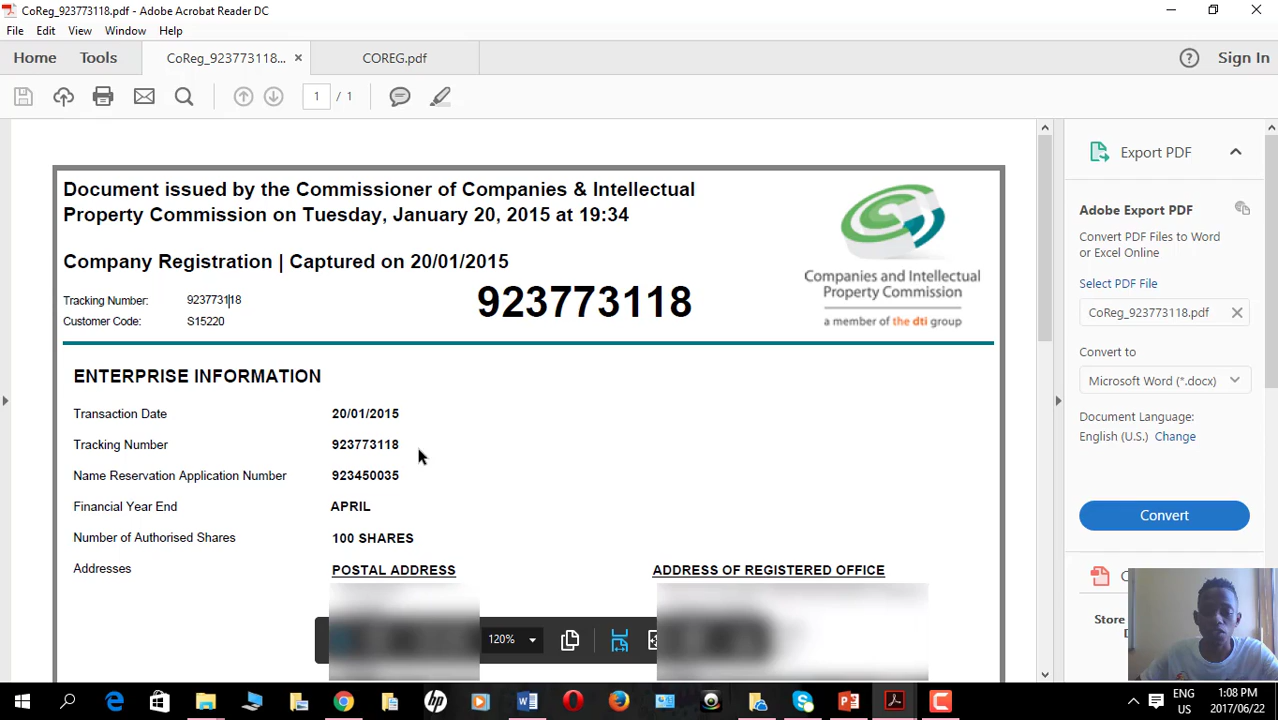 CoReg_923773118.pdf - Adobe Acrobat Reader DC
File Edit View Window Help
Home Tools CoReg_923773118... × COREG.pdf Sign In
1 / 1
Export PDF
Adobe Export PDF
Convert PDF Files to Word
or Excel Online
Select PDF File
CoReg_923773118.pdf
Convert to
Microsoft Word (*.docx)
Document Language:
English (U.S.) Change
Convert
Store
Document issued by the Commissioner of Companies & Intellectual
Property Commission on Tuesday, January 20, 2015 at 19:34
Company Registration | Captured on 20/01/2015
Tracking Number: 923773118
Customer Code: S15220
923773118
Companies and Intellectual
Property Commission
a member of the dti group
ENTERPRISE INFORMATION
Transaction Date 20/01/2015
Tracking Number 923773118
Name Reservation Application Number 923450035
Financial Year End APRIL
Number of Authorised Shares 100 SHARES
Addresses POSTAL ADDRESS ADDRESS OF REGISTERED OFFICE
120%
ENG 1:08 PM
US 2017/06/22